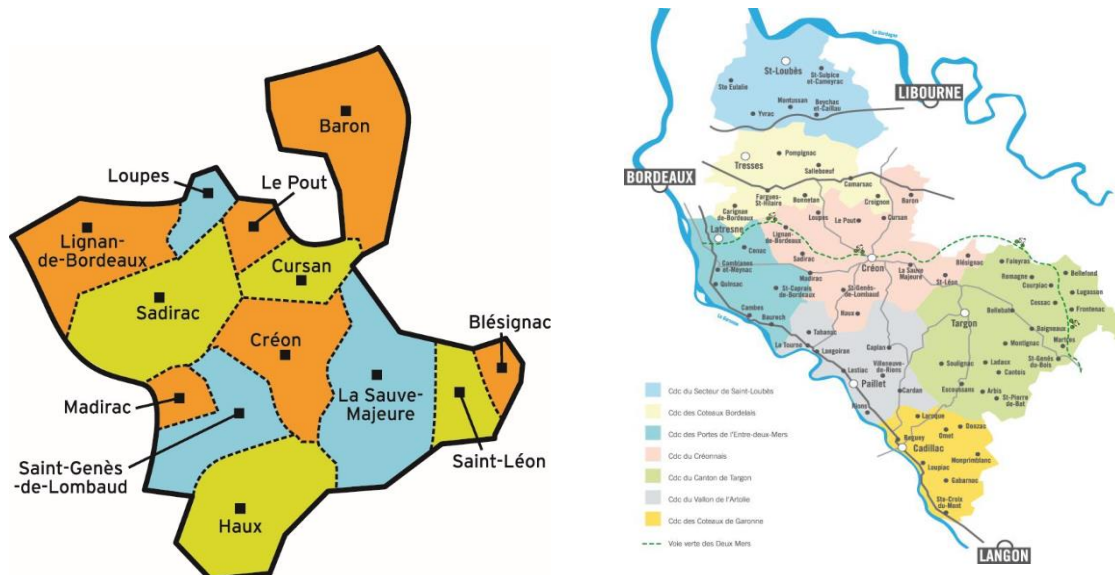 Baron
Loupes
Le Pout
Lignan-
de-Bordeaux
Cursan
Sadirac
Créon
Blésignac
La Sauve-
Majeure
Madirac
Saint-Genès
-de-Lombaud
Saint-Léon
Haux
La Dordogne
St-Loubès
St-Sulpice
et-Cameyrac
Ste Eulalie
LIBOURNE
Montussan
Beychac
et-Caillau
Yvrac
Pompignac
Tresses
Salleboeuf
BORDEAUX
Camarsac
Fargues-
St-Hilaire
Bonnetan
Croignon
Baron
Carignan
de-Bordeaux
Loupes
Le Pout
Cursan
Latresne
Lignan-
de-Bordeaux
Cénac
Sadirac
Créon
Blésignac
Faleyras
Camblanes
et-Meynac
Madirac
La Sauve
Majeure
Romagne
Bellefond
St-Léon
Courpiac
Lugasson
Quinsac
St-Caprais
de-Bordeaux
St-Genès
de-Lombaud
Cessac
Frontenac
Haux
Bellebat
Cambes
Baurech
Targon
Baigneaux
Tabanac
Martres
La Garonne
Le Tourne
Langoiran
Capian
Montignac
St-Genès
du-Bois
Villeneuve-
de-Rions
Soulignac
Ladaux
Lestiac
Cantois
Paillet
Cardan
Escoussans
Arbis
St-Pierre
de-Bat
Rions
Laroque
Donzac
Omet
Béguey
Cadillac
Monprimblanc
Loupiac
Gabarnac
Ste-Croix
du-Mont
LANGON
Cdc du Secteur de Saint-Loubès
Cdc des Coteaux Bordelais
Cdc des Portes de l'Entre-deux-Mers
Cdc du Créonnais
Cdc du Canton de Targon
Cdc du Vallon de l'Artolie
Cdc des Coteaux de Garonne
Voie verte des Deux Mers